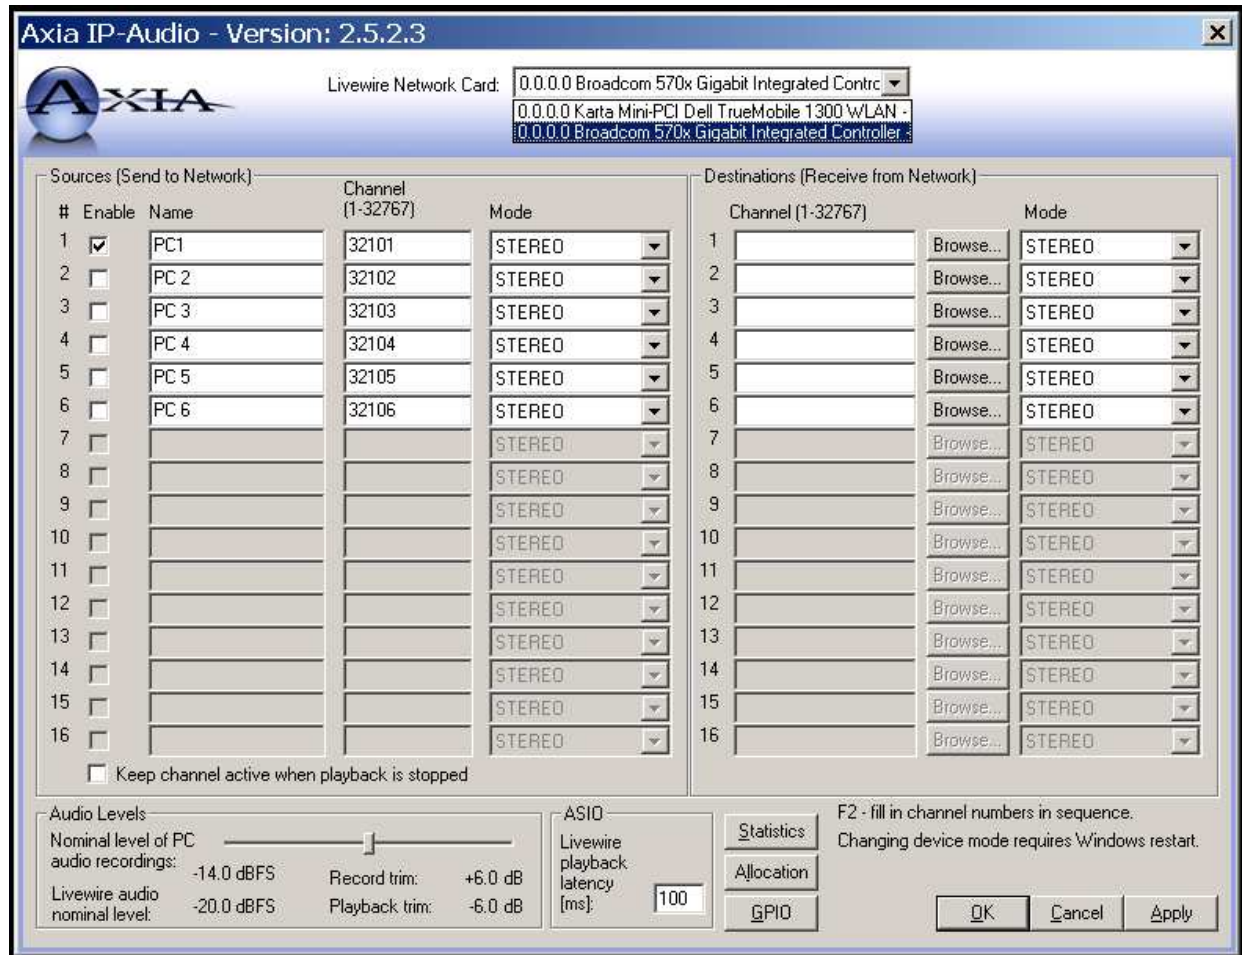 Axia IP-Audio - Version: 2.5.2.3
AXIA
Livewire Network Card: 0.0.0.0 Broadcom 570x Gigabit Integrated Contrc
0.0.0.0 Karta Mini-PCI Dell TrueMobile 1300 WLAN -
0.0.0.0 Broadcom 570x Gigabit Integrated Controller -
Sources (Send to Network)
# Enable Name Channel (1-32767) Mode
1 PC1 32101 STEREO
2 PC 2 32102 STEREO
3 PC 3 32103 STEREO
4 PC 4 32104 STEREO
5 PC 5 32105 STEREO
6 PC 6 32106 STEREO
7 STEREO
8 STEREO
9 STEREO
10 STEREO
11 STEREO
12 STEREO
13 STEREO
14 STEREO
15 STEREO
16 STEREO
Keep channel active when playback is stopped
Destinations (Receive from Network)
Channel (1-32767) Mode
1 Browse... STEREO
2 Browse... STEREO
3 Browse... STEREO
4 Browse... STEREO
5 Browse... STEREO
6 Browse... STEREO
7 Browse... STEREO
8 Browse... STEREO
9 Browse... STEREO
10 Browse... STEREO
11 Browse... STEREO
12 Browse... STEREO
13 Browse... STEREO
14 Browse... STEREO
15 Browse... STEREO
16 Browse... STEREO
Audio Levels
Nominal level of PC
audio recordings: -14.0 dBFS
Record trim: +6.0 dB
Livewire audio
nominal level: -20.0 dBFS
Playback trim: -6.0 dB
ASIO
Livewire
playback
latency
[ms]: 100
Statistics
Allocation
GPIO
F2 - fill in channel numbers in sequence.
Changing device mode requires Windows restart.
OK Cancel Apply